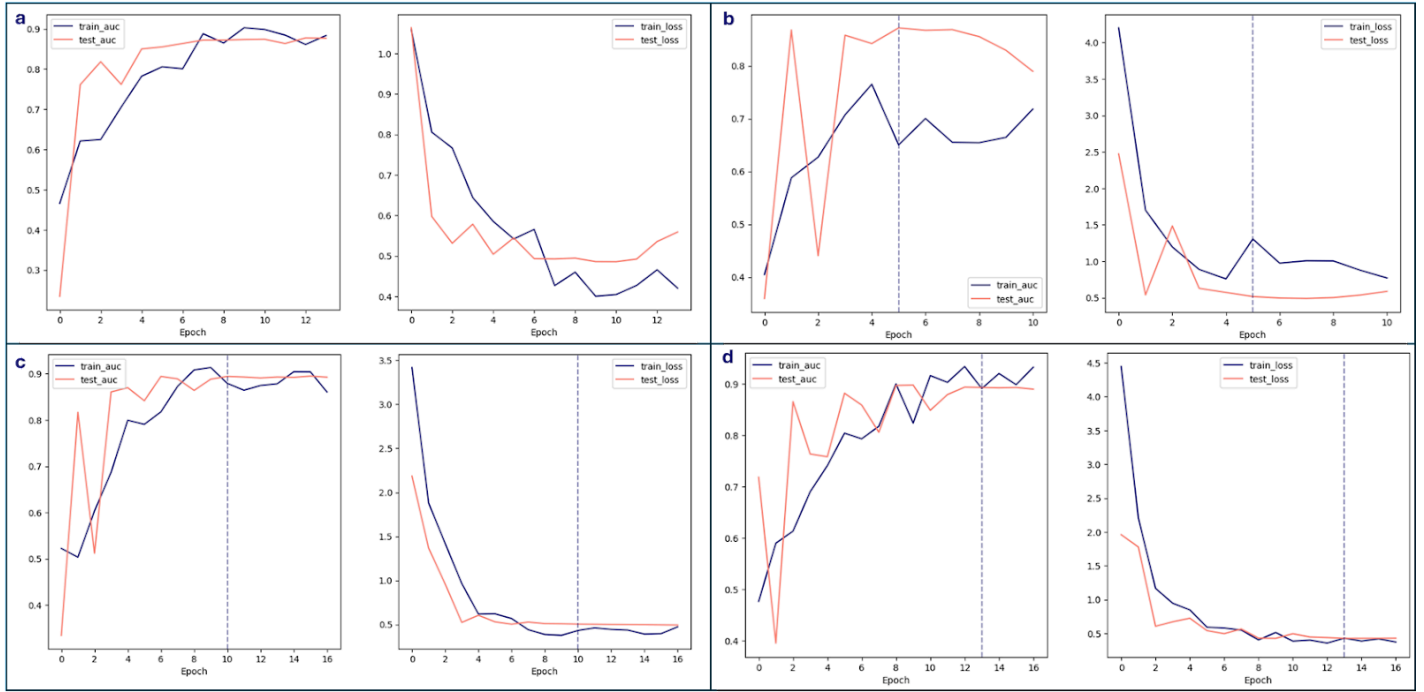 a
train_auc
test_auc
0.9
0.8
0.7
0.6
0.5
0.4
0.3
0 2 4 6 8 10 12
Epoch
train_loss
test_loss
1.0
0.9
0.8
0.7
0.6
0.5
0.4
0 2 4 6 8 10 12
Epoch
b
0.8
0.7
0.6
0.5
0.4
train_auc
test_auc
0 2 4 6 8 10
Epoch
train_loss
test_loss
4.0
3.5
3.0
2.5
2.0
1.5
1.0
0.5
0 2 4 6 8 10
Epoch
c
train_auc
test_auc
0.9
0.8
0.7
0.6
0.5
0.4
0 2 4 6 8 10 12 14 16
Epoch
train_loss
test_loss
3.5
3.0
2.5
2.0
1.5
1.0
0.5
0 2 4 6 8 10 12 14 16
Epoch
d
train_auc
test_auc
0.9
0.8
0.7
0.6
0.5
0.4
0 2 4 6 8 10 12 14 16
Epoch
train_loss
test_loss
4.5
4.0
3.5
3.0
2.5
2.0
1.5
1.0
0.5
0 2 4 6 8 10 12 14 16
Epoch